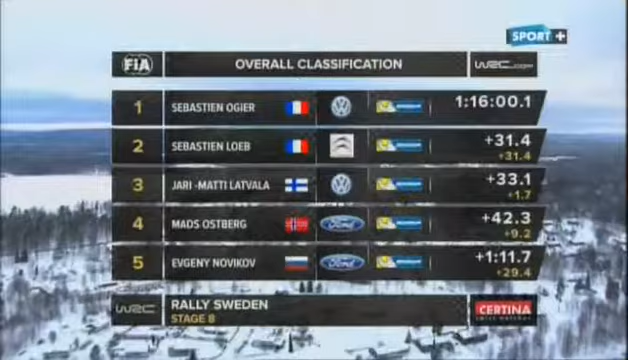 SPORT +
FIA OVERALL CLASSIFICATION WRC.com
1 SEBASTIEN OGIER 1:16:00.1
2 SEBASTIEN LOEB +31.4
+31.4
3 JARI -MATTI LATVALA +33.1
+1.7
4 MADS OSTBERG Ford +42.3
+9.2
5 EVGENY NOVIKOV Ford +1:11.7
+29.4
WRC RALLY SWEDEN CERTINA
STAGE 8